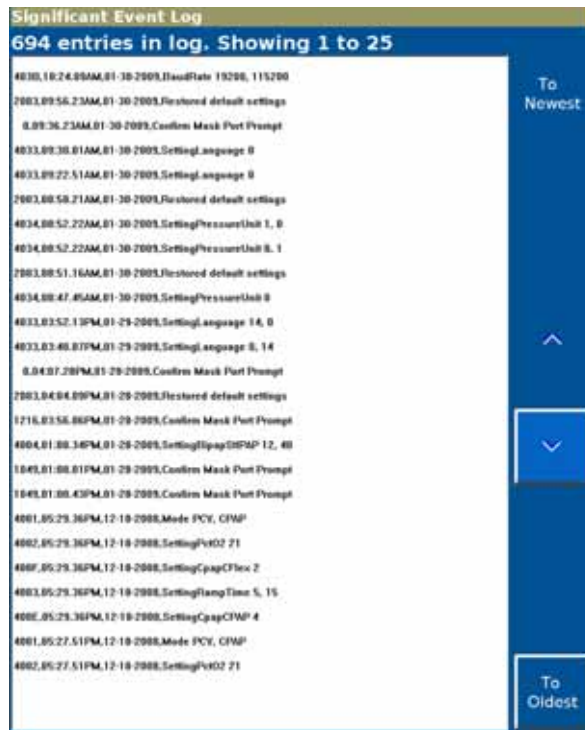 Significant Event Log
694 entries in log. Showing 1 to 25
403D,10:24.09AM,01-30-2009,BaudRate 19200, 115200
2003,09:56.23AM,01-30-2009,Restored default settings
0,09:36.23AM,01-30-2009,Confirm Mask Port Prompt
4033,09:30.01AM,01-30-2009,SettingLanguage 0
4033,09:22.51AM,01-30-2009,SettingLanguage 0
2003,08:58.21AM,01-30-2009,Restored default settings
4034,08:52.22AM,01-30-2009,SettingPressureUnit 1, 0
4034,08:52.22AM,01-30-2009,SettingPressureUnit 0, 1
2003,08:51.16AM,01-30-2009,Restored default settings
4034,08:47.45AM,01-30-2009,SettingPressureUnit 0
4033,03:52.13PM,01-29-2009,SettingLanguage 14, 0
4033,03:40.07PM,01-29-2009,SettingLanguage 0, 14
0,04:07.20PM,01-28-2009,Confirm Mask Port Prompt
2003,04:04.09PM,01-28-2009,Restored default settings
1216,03:56.06PM,01-28-2009,Confirm Mask Port Prompt
4004,01:08.34PM,01-28-2009,SettingBipapStIPAP 12, 40
1049,01:08.01PM,01-28-2009,Confirm Mask Port Prompt
1049,01:00.43PM,01-28-2009,Confirm Mask Port Prompt
4001,05:29.36PM,12-18-2008,Mode PCV, CPAP
4002,05:29.36PM,12-18-2008,SettingPctO2 21
400F,05:29.36PM,12-18-2008,SettingCpapCFlex 2
4003,05:29.36PM,12-18-2008,SettingRampTime 5, 15
400E,05:29.36PM,12-18-2008,SettingCpapCPAP 4
4001,05:27.51PM,12-18-2008,Mode PCV, CPAP
4002,05:27.51PM,12-18-2008,SettingPctO2 21
To
Newest
To
Oldest